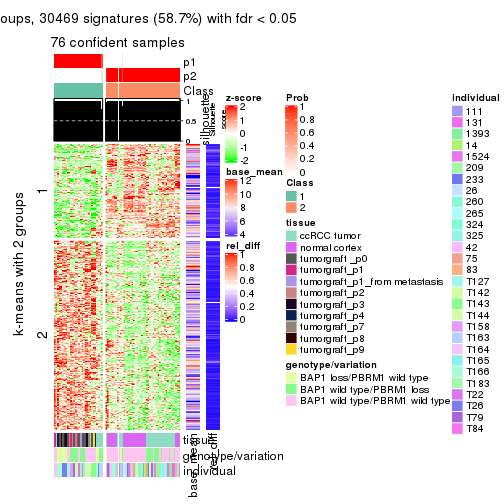 oups, 30469 signatures (58.7%) with fdr < 0.05
76 confident samples
p1
p2
Class
1
0.5
0
silhouette
Silhouette
score
k-means with 2 groups
1
2
tissue
genotype/variation
individual
base_mean
rel_diff
z-score
2
1
0
-1
-2
base_mean
12
10
8
6
4
rel_diff
1
0.8
0.6
0.4
0.2
0
Prob
1
0.8
0.6
0.4
0.2
0
Class
1
2
tissue
ccRCC tumor
normal cortex
tumorgraft_p0
tumorgraft_p1
tumorgraft_p1_from metastasis
tumorgraft_p2
tumorgraft_p3
tumorgraft_p4
tumorgraft_p7
tumorgraft_p8
tumorgraft_p9
genotype/variation
BAP1 loss/PBRM1 wild type
BAP1 wild type/PBRM1 loss
BAP1 wild type/PBRM1 wild type
individual
111
131
1393
14
1524
209
233
26
260
265
324
325
42
75
83
T127
T142
T143
T144
T158
T163
T164
T165
T166
T183
T22
T26
T79
T84